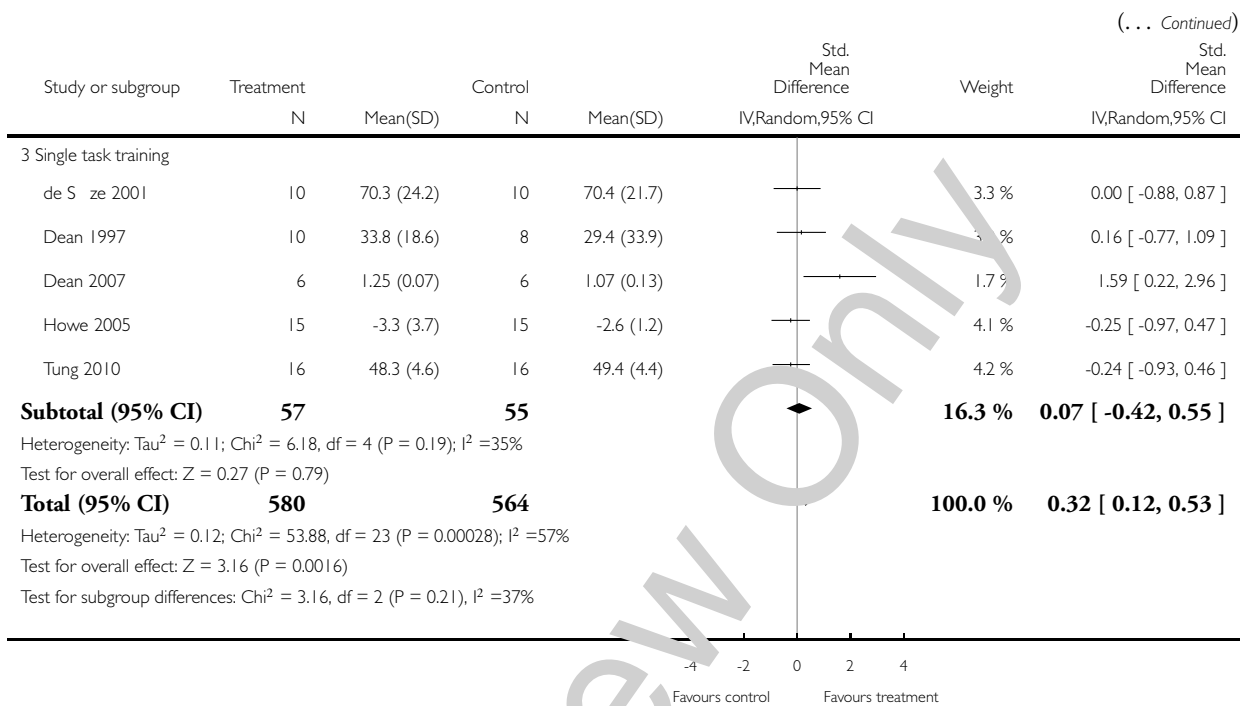 (... Continued)
Study or subgroup Treatment Control Std. Mean Difference Weight Std. Mean Difference
N Mean(SD) N Mean(SD) IV,Random,95% CI IV,Random,95% CI
3 Single task training
de S ze 2001 10 70.3 (24.2) 10 70.4 (21.7) 3.3 % 0.00 [ -0.88, 0.87 ]
Dean 1997 10 33.8 (18.6) 8 29.4 (33.9) % 0.16 [ -0.77, 1.09 ]
Dean 2007 6 1.25 (0.07) 6 1.07 (0.13) 1.7 % 1.59 [ 0.22, 2.96 ]
Howe 2005 15 -3.3 (3.7) 15 -2.6 (1.2) 4.1 % -0.25 [ -0.97, 0.47 ]
Tung 2010 16 48.3 (4.6) 16 49.4 (4.4) 4.2 % -0.24 [ -0.93, 0.46 ]
Subtotal (95% CI) 57 55 16.3 % 0.07 [ -0.42, 0.55 ]
Heterogeneity: Tau² = 0.11; Chi² = 6.18, df = 4 (P = 0.19); I² =35%
Test for overall effect: Z = 0.27 (P = 0.79)
Total (95% CI) 580 564 100.0 % 0.32 [ 0.12, 0.53 ]
Heterogeneity: Tau² = 0.12; Chi² = 53.88, df = 23 (P = 0.00028); I² =57%
Test for overall effect: Z = 3.16 (P = 0.0016)
Test for subgroup differences: Chi² = 3.16, df = 2 (P = 0.21), I² =37%
-4 -2 0 2 4
Favours control Favours treatment
Only